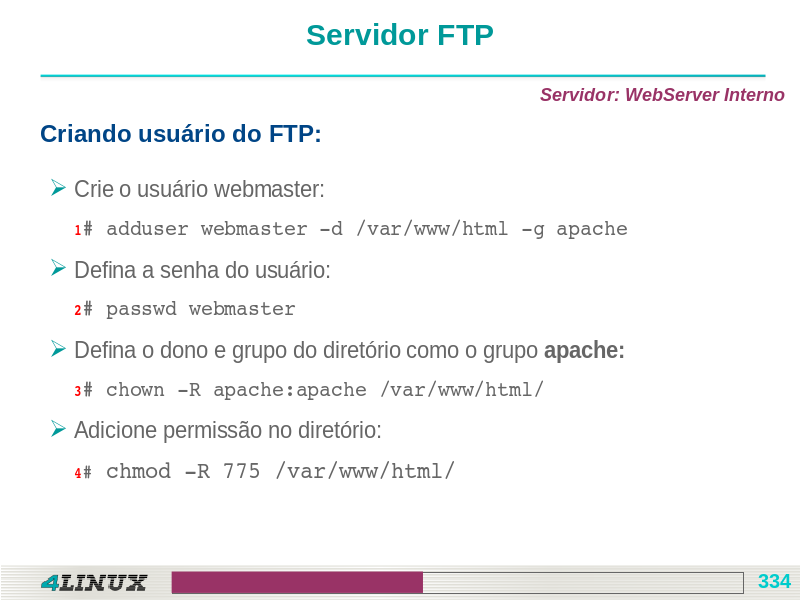 Servidor FTP
Servidor: WebServer Interno
Criando usuário do FTP:
Crie o usuário webmaster:
1# adduser webmaster -d /var/www/html -g apache
Defina a senha do usuário:
2# passwd webmaster
Defina o dono e grupo do diretório como o grupo apache:
3# chown -R apache:apache /var/www/html/
Adicione permissão no diretório:
4# chmod -R 775 /var/www/html/
4LINUX
334